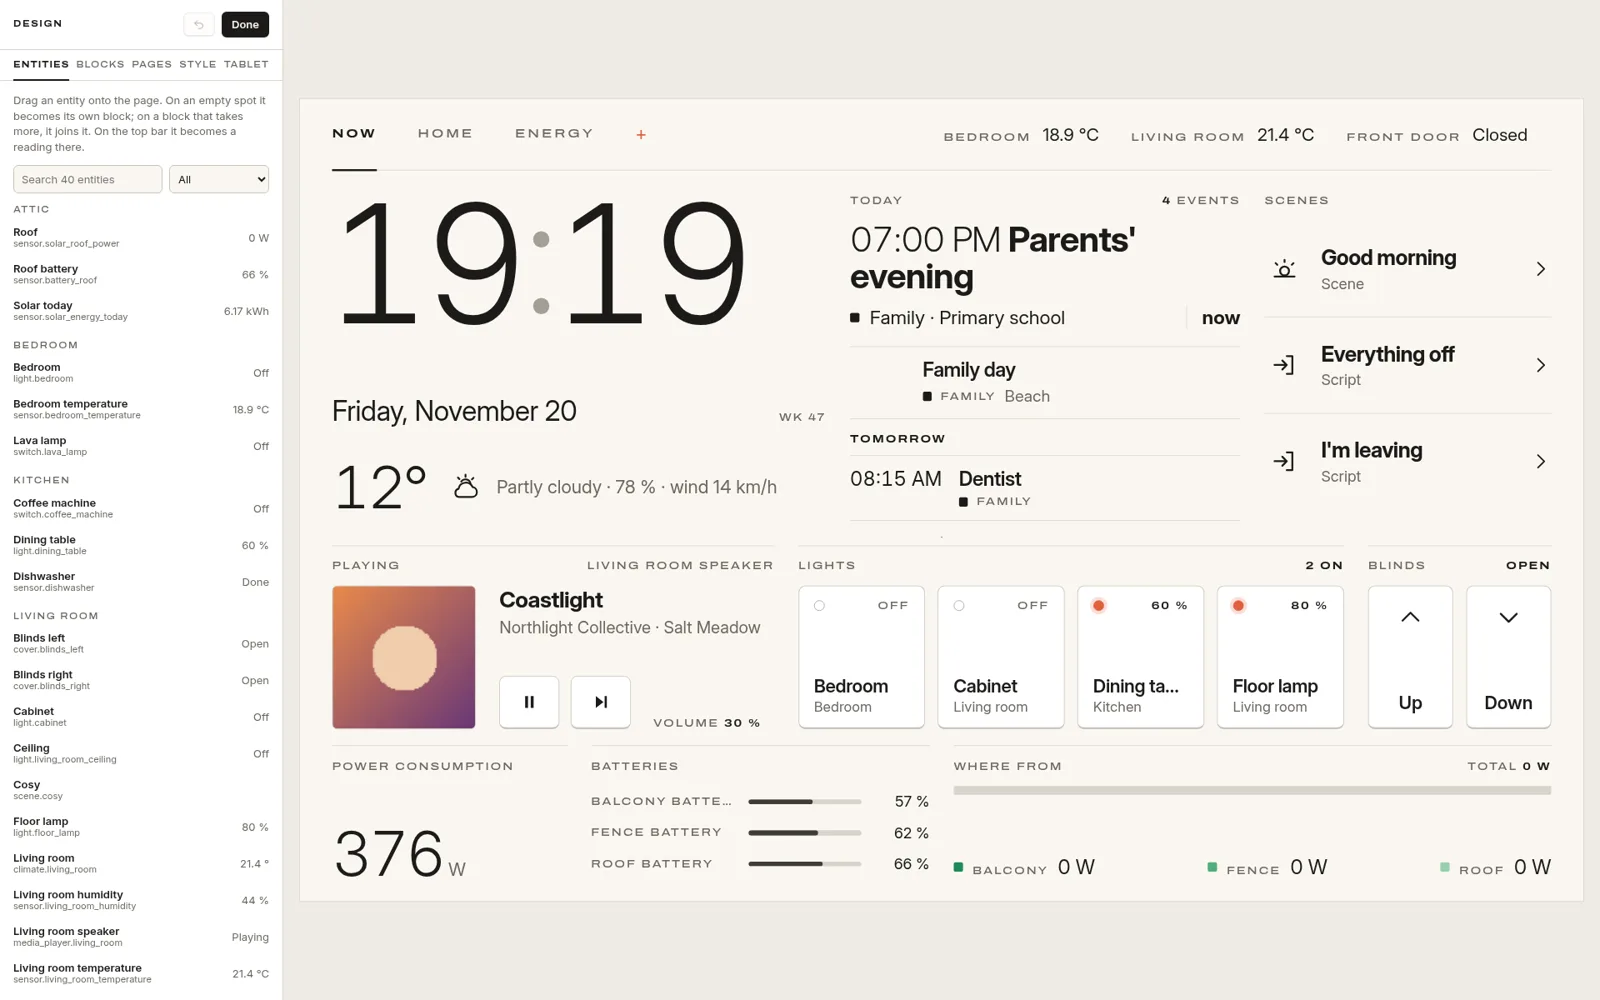 DESIGN
Done
ENTITIES BLOCKS PAGES STYLE TABLET
Drag an entity onto the page. On an empty spot it
becomes its own block; on a block that takes
more, it joins it. On the top bar it becomes a
reading there.
Search 40 entities
All
ATTIC
Roof
sensor.solar_roof_power
0 W
Roof battery
sensor.battery_roof
66 %
Solar today
sensor.solar_energy_today
6.17 kWh
BEDROOM
Bedroom
light.bedroom
Off
Bedroom temperature
sensor.bedroom_temperature
18.9 °C
Lava lamp
switch.lava_lamp
Off
KITCHEN
Coffee machine
switch.coffee_machine
Off
Dining table
light.dining_table
60 %
Dishwasher
sensor.dishwasher
Done
LIVING ROOM
Blinds left
cover.blinds_left
Open
Blinds right
cover.blinds_right
Open
Cabinet
light.cabinet
Off
Ceiling
light.living_room_ceiling
Off
Cosy
scene.cosy
Floor lamp
light.floor_lamp
80 %
Living room
climate.living_room
21.4 °
Living room humidity
sensor.living_room_humidity
44 %
Living room speaker
media_player.living_room
Playing
Living room temperature
sensor.living_room_temperature
21.4 °C
NOW HOME ENERGY +
BEDROOM 18.9 °C LIVING ROOM 21.4 °C FRONT DOOR Closed
19:19
Friday, November 20
WK 47
12°
Partly cloudy · 78 % · wind 14 km/h
TODAY
4 EVENTS
07:00 PM Parents'
evening
Family · Primary school
now
Family day
FAMILY Beach
TOMORROW
08:15 AM Dentist
FAMILY
SCENES
Good morning
Scene
Everything off
Script
I'm leaving
Script
PLAYING
LIVING ROOM SPEAKER
Coastlight
Northlight Collective · Salt Meadow
VOLUME 30 %
LIGHTS
2 ON
OFF
Bedroom
Bedroom
OFF
Cabinet
Living room
60 %
Dining ta...
Kitchen
80 %
Floor lamp
Living room
BLINDS
OPEN
Up
Down
POWER CONSUMPTION
376 W
BATTERIES
BALCONY BATTE... 57 %
FENCE BATTERY 62 %
ROOF BATTERY 66 %
WHERE FROM
TOTAL 0 W
BALCONY 0 W
FENCE 0 W
ROOF 0 W